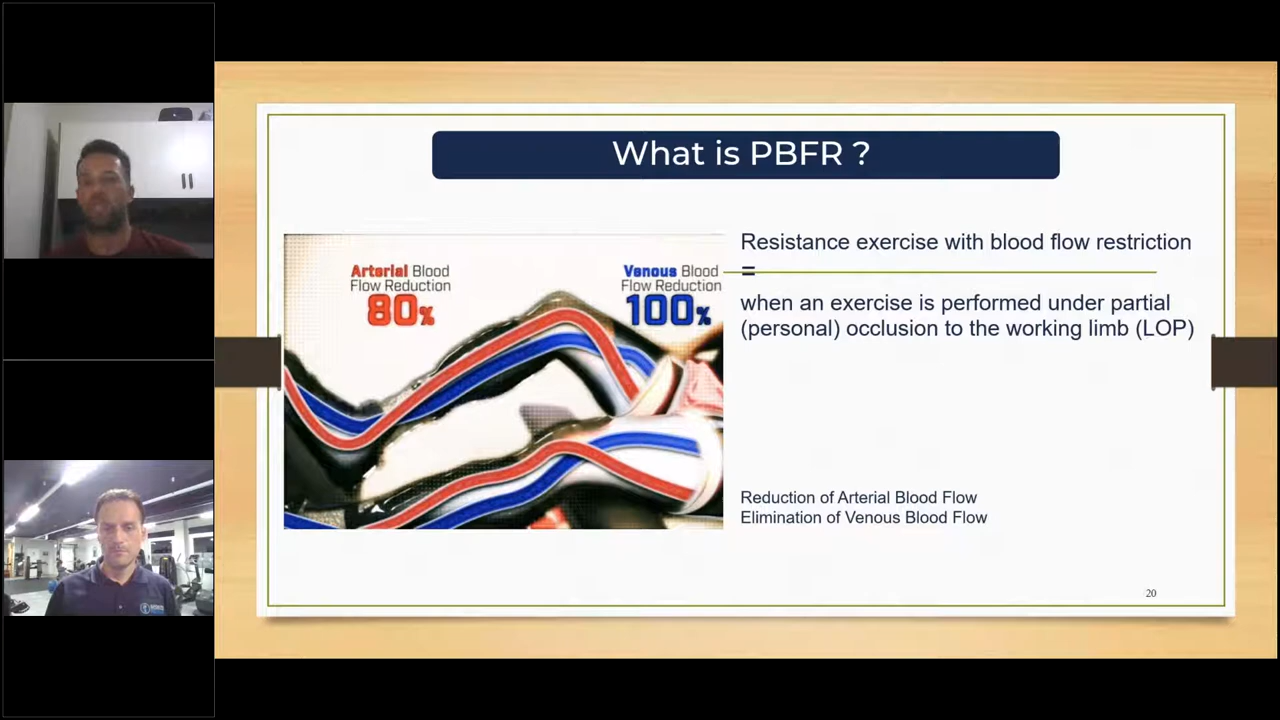 What is PBFR ?
Arterial Blood
Flow Reduction
80%
Venous Blood
Flow Reduction
100%
Resistance exercise with blood flow restriction
=
when an exercise is performed under partial
(personal) occlusion to the working limb (LOP)
Reduction of Arterial Blood Flow
Elimination of Venous Blood Flow
20